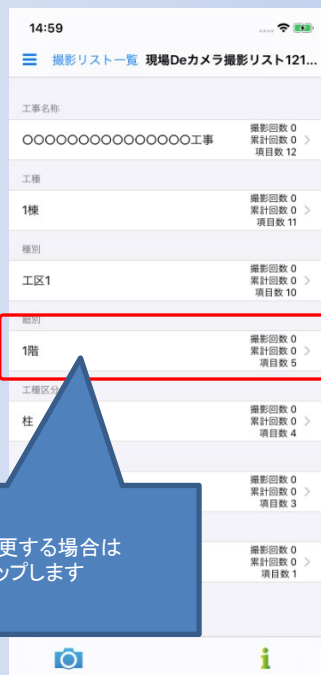 14:59
撮影リスト一覧 現場Deカメラ撮影リスト121...
工事名称
〇〇〇〇〇〇〇〇〇〇〇〇〇〇〇工事
撮影回数 0
累計回数 0
項目数 12
工種
1棟
撮影回数 0
累計回数 0
項目数 11
種別
工区1
撮影回数 0
累計回数 0
項目数 10
細別
1階
撮影回数 0
累計回数 0
項目数 5
工種区分
柱
撮影回数 0
累計回数 0
項目数 4
撮影回数 0
累計回数 0
項目数 3
更する場合は
ップします
撮影回数 0
累計回数 0
項目数 1